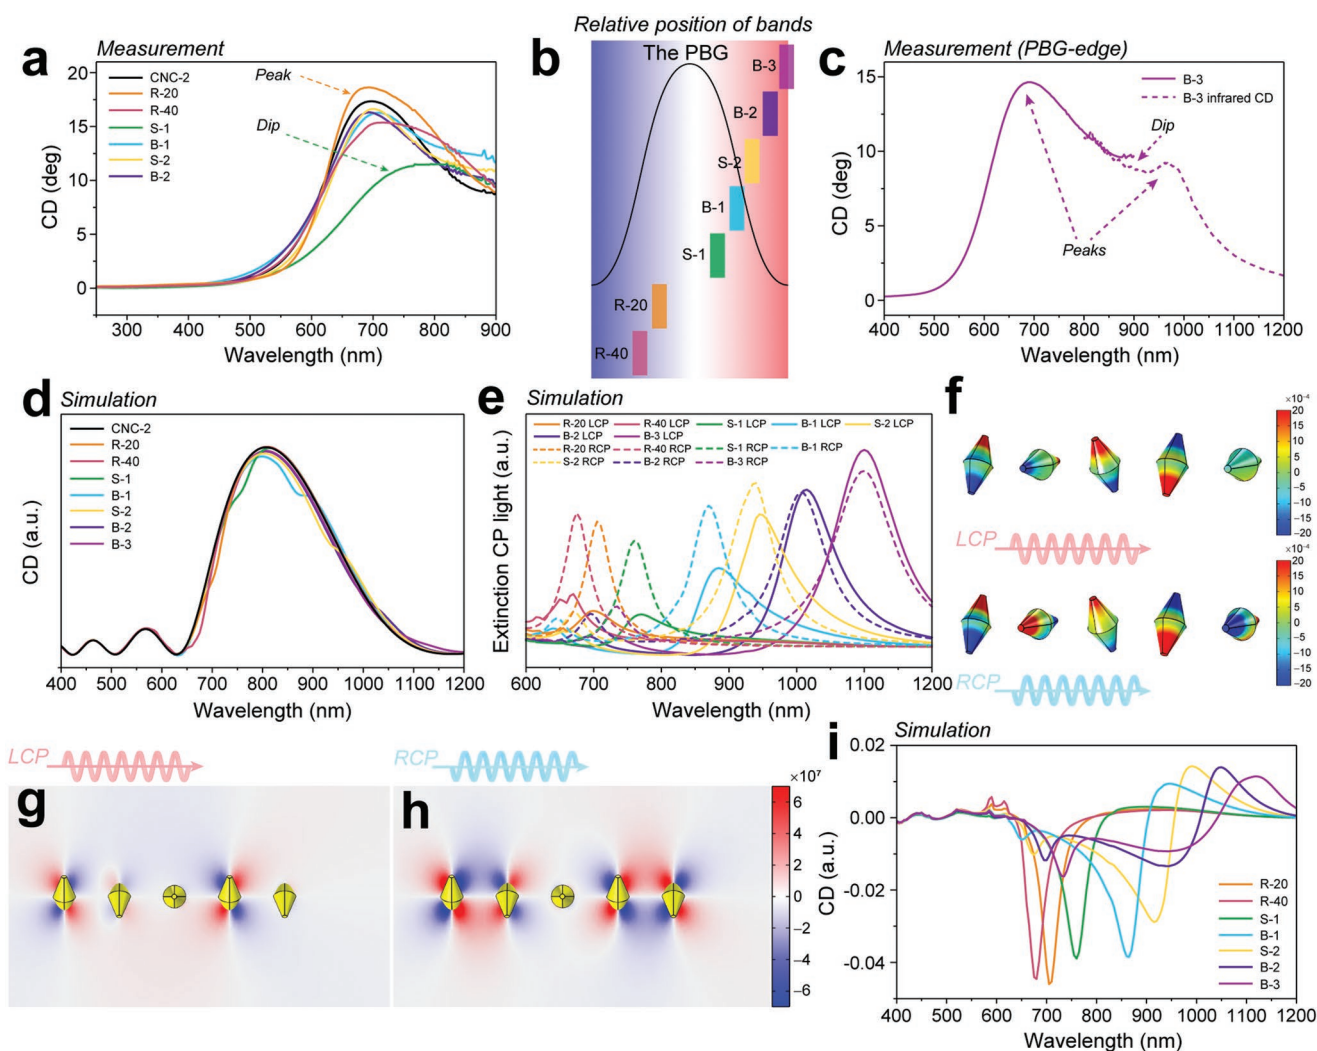 a
Measurement
20
15
10
5
0
CD (deg)
CNC-2
R-20
R-40
S-1
B-1
S-2
B-2
Peak
Dip
300 400 500 600 700 800 900
Wavelength (nm)
Relative position of bands
b
The PBG
B-3
B-2
S-2
B-1
S-1
R-20
R-40
c
Measurement (PBG-edge)
15
10
5
0
CD (deg)
B-3
B-3 infrared CD
Dip
Peaks
400 500 600 700 800 900 1000 1100 1200
Wavelength (nm)
d
Simulation
CD (a.u.)
CNC-2
R-20
R-40
S-1
B-1
S-2
B-2
B-3
400 500 600 700 800 900 1000 1100 1200
Wavelength (nm)
e
Simulation
Extinction CP light (a.u.)
R-20 LCP R-40 LCP S-1 LCP B-1 LCP S-2 LCP
B-2 LCP B-3 LCP
R-20 RCP R-40 RCP S-1 RCP B-1 RCP
S-2 RCP B-2 RCP B-3 RCP
600 700 800 900 1000 1100 1200
Wavelength (nm)
f
×10⁻⁴
20
15
10
5
0
−5
−10
−15
−20
LCP
×10⁻⁴
20
15
10
5
0
−5
−10
−15
−20
RCP
LCP
g
RCP
h
×10⁷
6
4
2
0
−2
−4
−6
i
Simulation
0.02
0.00
-0.02
-0.04
CD (a.u.)
R-20
R-40
S-1
B-1
S-2
B-2
B-3
400 500 600 700 800 900 1000 1100 1200
Wavelength (nm)